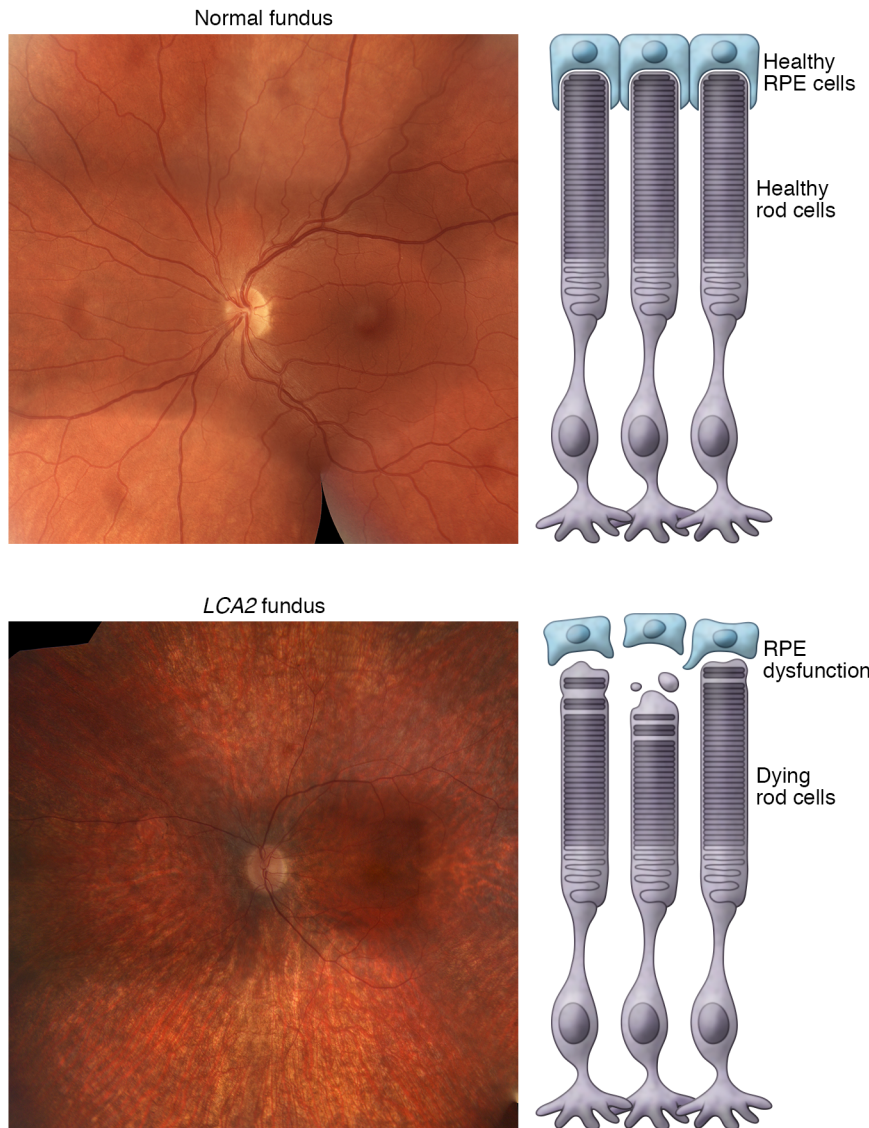 Normal fundus
Healthy
RPE cells
Healthy
rod cells
LCA2 fundus
RPE
dysfunction
Dying
rod cells